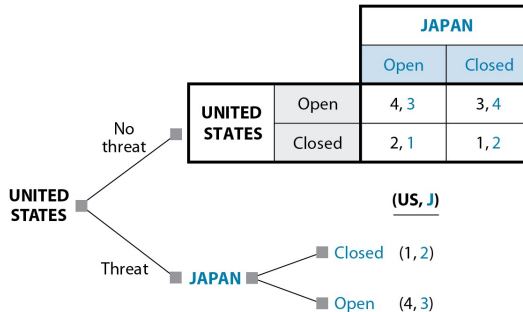 JAPAN
Open Closed
UNITED STATES
Open 4, 3 3, 4
Closed 2, 1 1, 2
No threat
UNITED STATES
(US, J)
Threat
JAPAN
Closed (1, 2)
Open (4, 3)